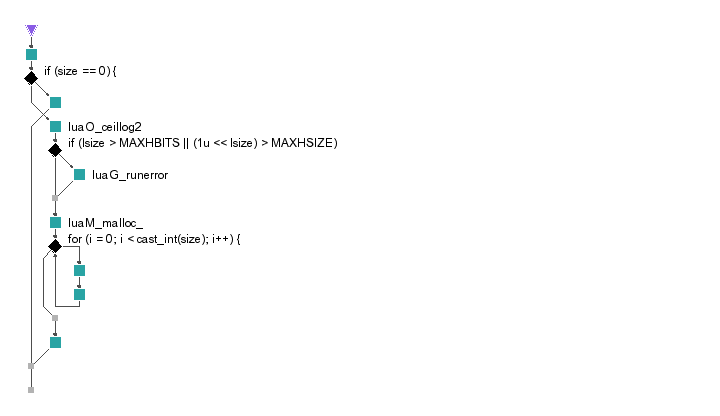 if (size == 0) {
luaO_ceillog2
if (lsize > MAXHBITS || (1u << lsize) > MAXHSIZE)
luaG_runerror
luaM_malloc_
for (i = 0; i < cast_int(size); i++) {